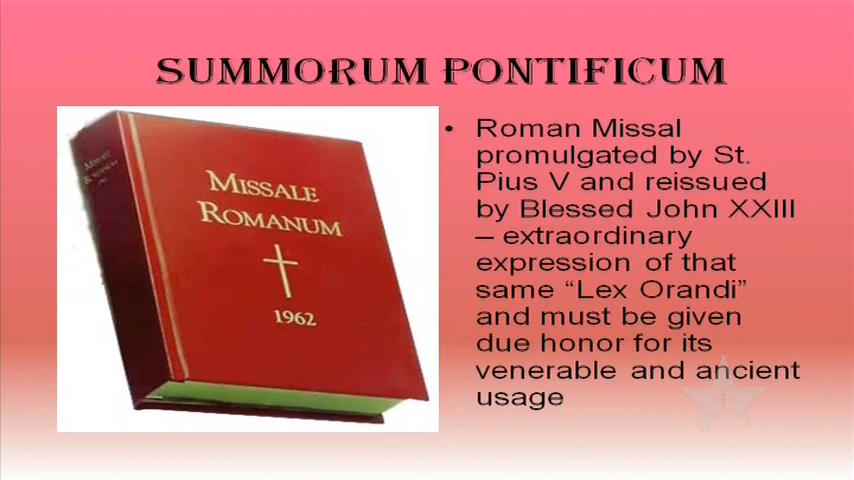 SUMMORUM PONTIFICUM
MISSALE
ROMANUM
1962
• Roman Missal
promulgated by St.
Pius V and reissued
by Blessed John XXIII
– extraordinary
expression of that
same “Lex Orandi”
and must be given
due honor for its
venerable and ancient
usage